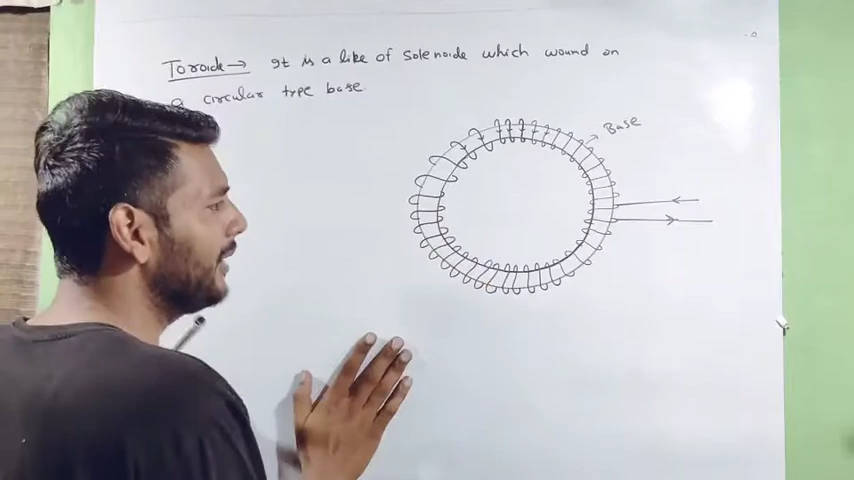 Toroide → It is a like of Solenoide which wound on
a circular type base.
Base